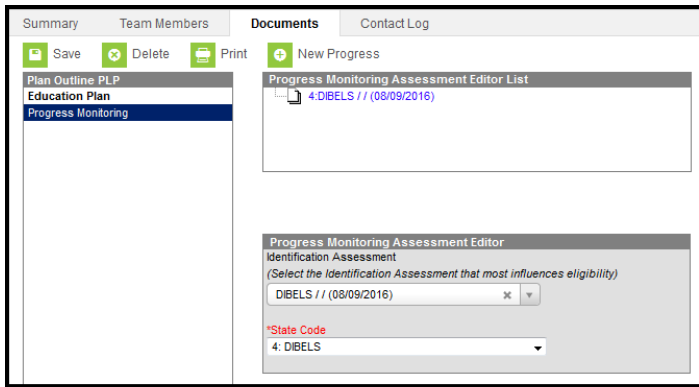 Summary Team Members Documents Contact Log
Save Delete Print New Progress
Plan Outline PLP
Education Plan
Progress Monitoring
Progress Monitoring Assessment Editor List
4:DIBELS / / (08/09/2016)
Progress Monitoring Assessment Editor
Identification Assessment
(Select the Identification Assessment that most influences eligibility)
DIBELS / / (08/09/2016)
*State Code
4: DIBELS